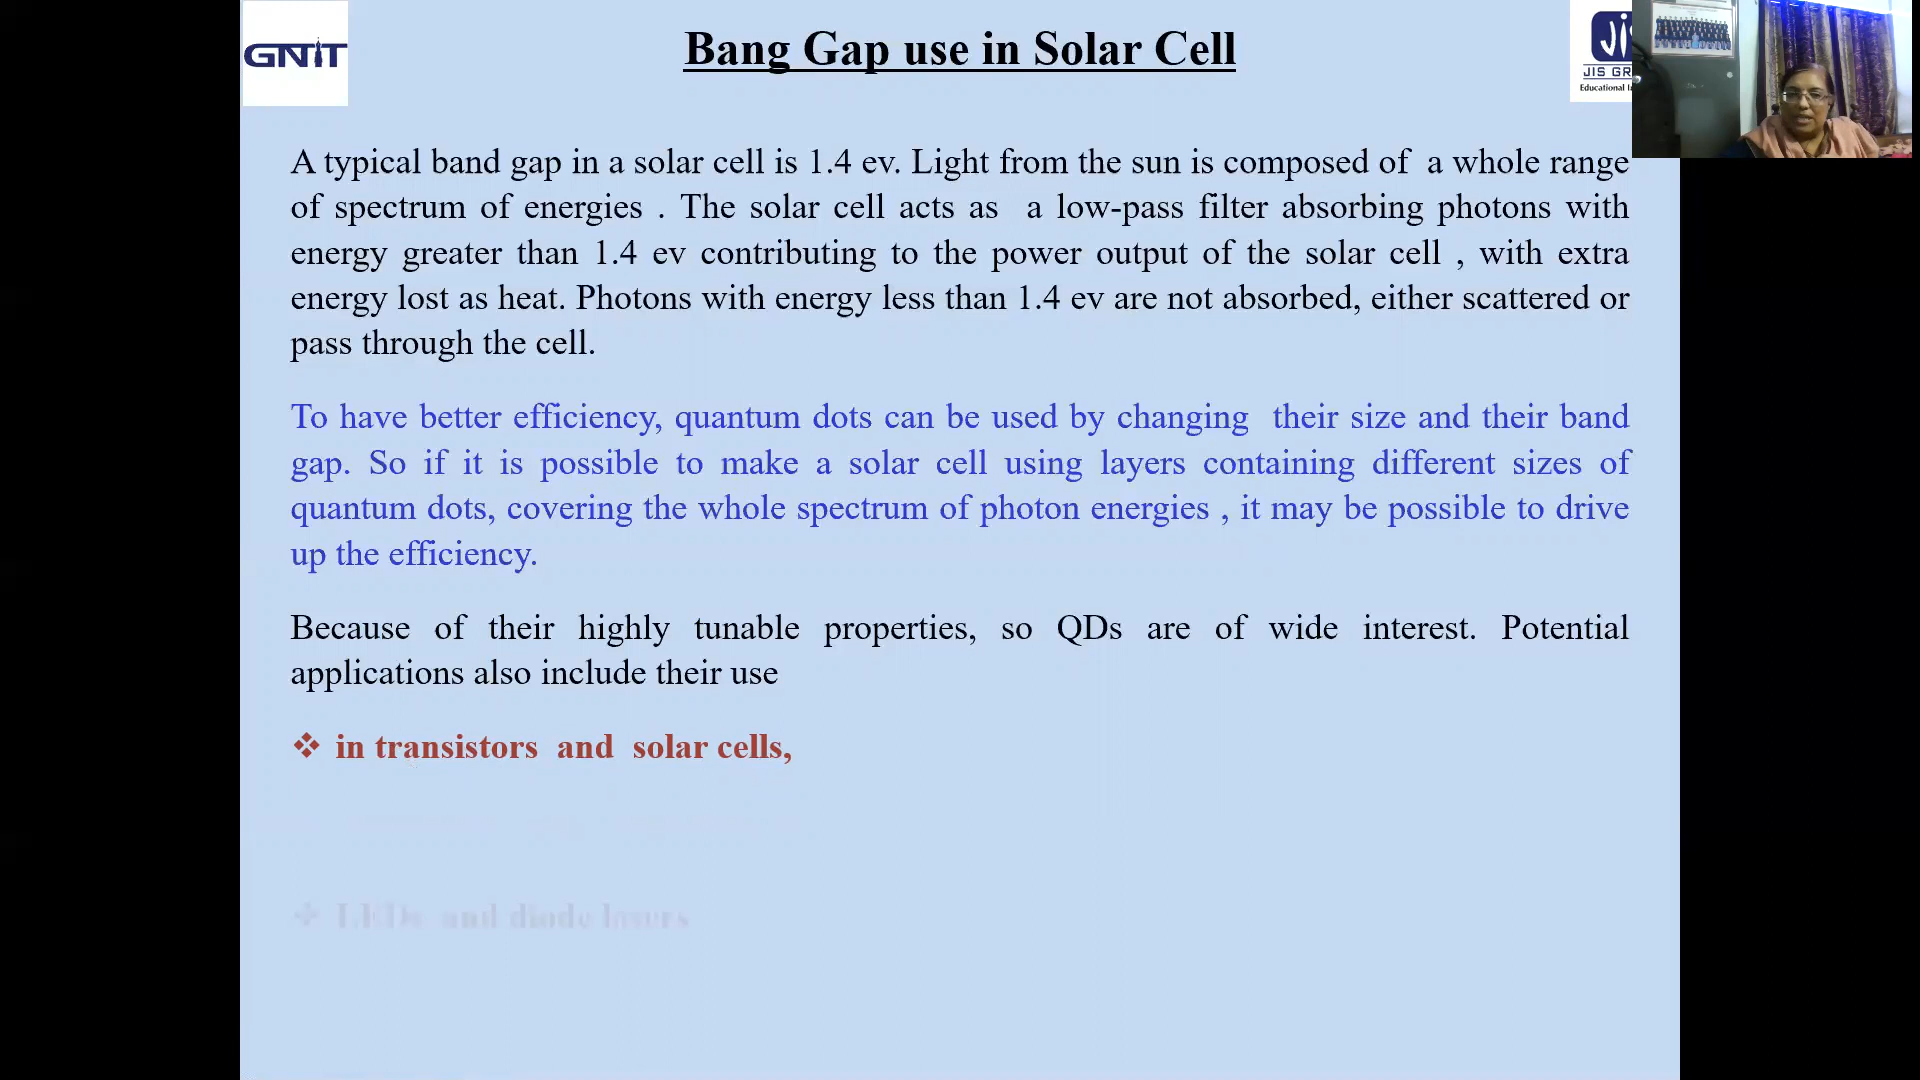 GNIT
Bang Gap use in Solar Cell
JIS GR
Educational I
A typical band gap in a solar cell is 1.4 ev. Light from the sun is composed of a whole range
of spectrum of energies . The solar cell acts as a low-pass filter absorbing photons with
energy greater than 1.4 ev contributing to the power output of the solar cell , with extra
energy lost as heat. Photons with energy less than 1.4 ev are not absorbed, either scattered or
pass through the cell.
To have better efficiency, quantum dots can be used by changing their size and their band
gap. So if it is possible to make a solar cell using layers containing different sizes of
quantum dots, covering the whole spectrum of photon energies , it may be possible to drive
up the efficiency.
Because of their highly tunable properties, so QDs are of wide interest. Potential
applications also include their use
❖ in transistors and solar cells,
❖ LEDs and diode lasers